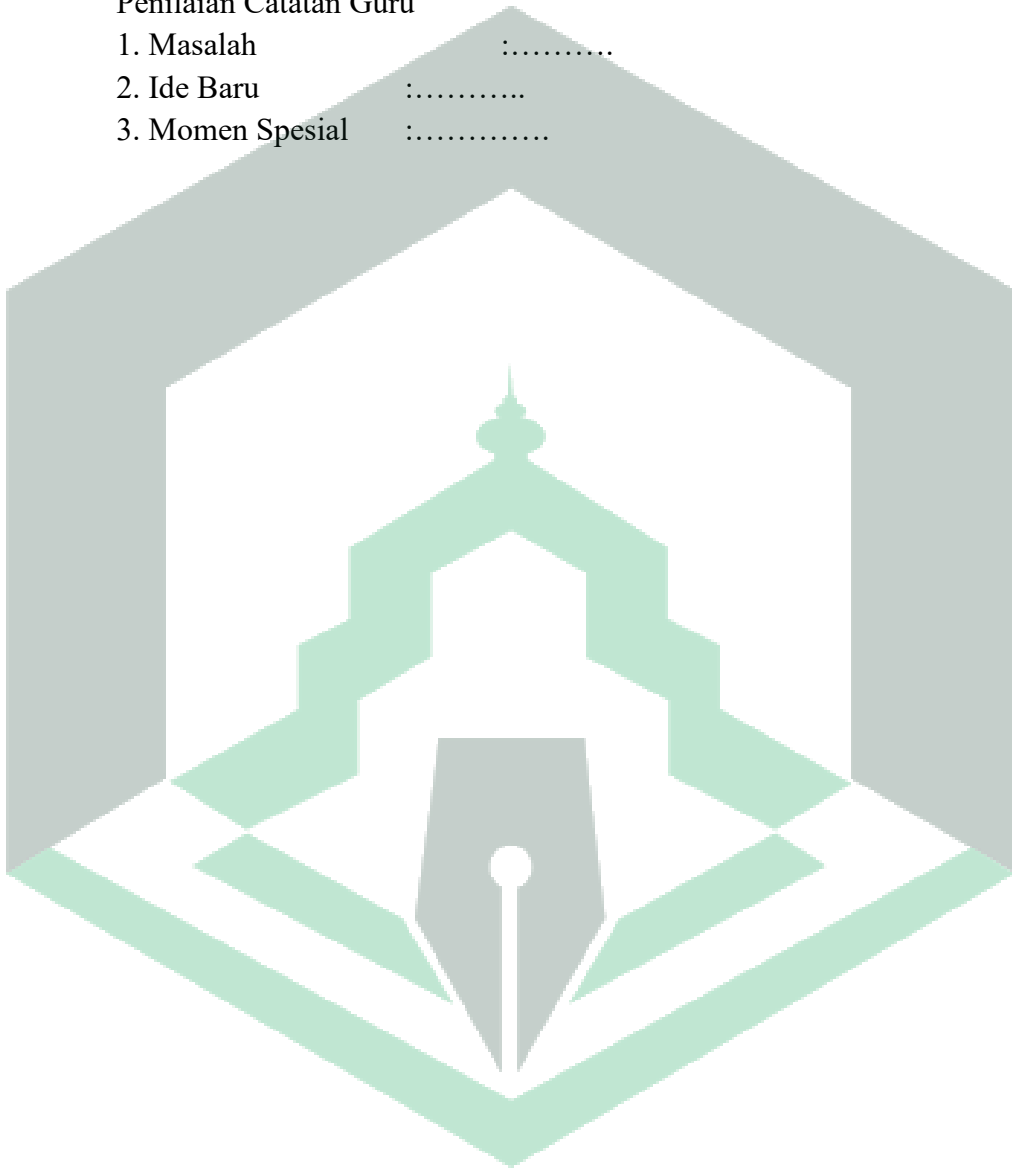 Penilaian Catatan Guru
1. Masalah :……….
2. Ide Baru :………..
3. Momen Spesial :………….